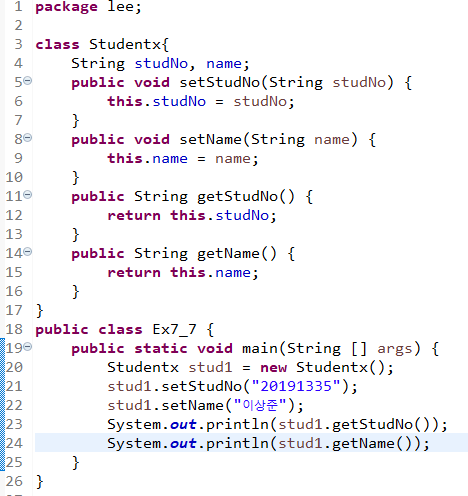 1 package lee;
2
3 class Studentx{
4     String studNo, name;
5     public void setStudNo(String studNo) {
6         this.studNo = studNo;
7     }
8     public void setName(String name) {
9         this.name = name;
10     }
11     public String getStudNo() {
12         return this.studNo;
13     }
14     public String getName() {
15         return this.name;
16     }
17 }
18 public class Ex7_7 {
19     public static void main(String [] args) {
20         Studentx stud1 = new Studentx();
21         stud1.setStudNo("20191335");
22         stud1.setName("이상준");
23         System.out.println(stud1.getStudNo());
24         System.out.println(stud1.getName());
25     }
26 }